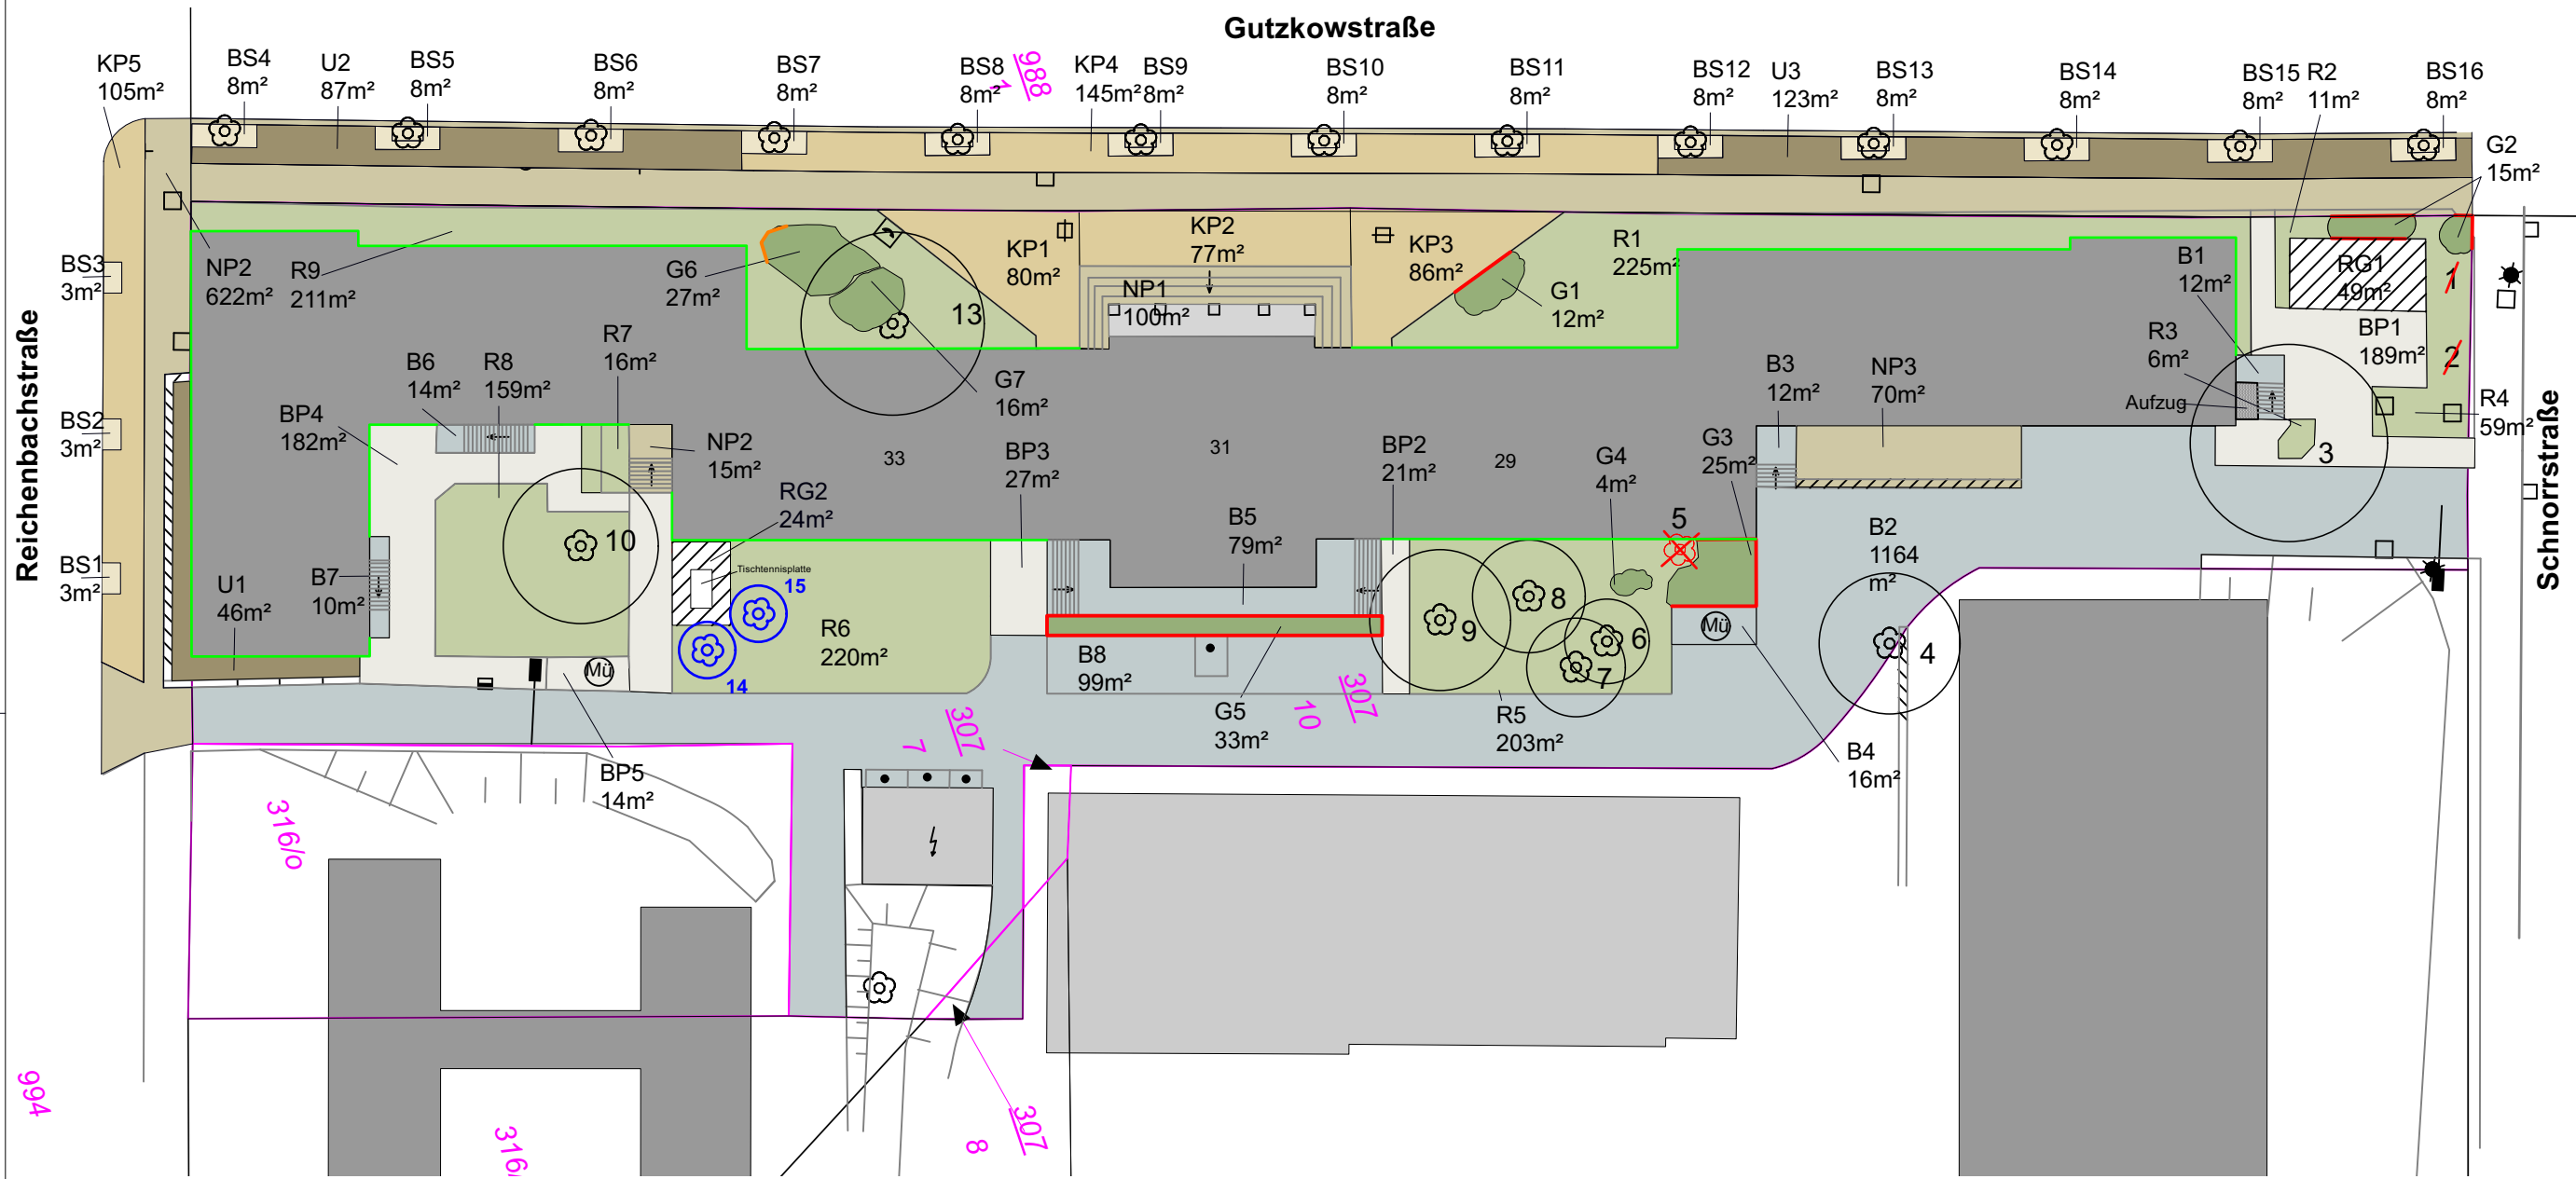 Gutzkowstraße
KP5
105m²
BS4
8m²
U2
87m²
BS5
8m²
BS6
8m²
BS7
8m²
BS8
8m²
988
1
KP4
145m²
BS9
8m²
BS10
8m²
BS11
8m²
BS12
8m²
U3
123m²
BS13
8m²
BS14
8m²
BS15
8m²
R2
11m²
BS16
8m²
G2
15m²
BS3
3m²
NP2
622m²
R9
211m²
G6
27m²
13
KP1
80m²
KP2
77m²
NP1
100m²
KP3
86m²
G1
12m²
R1
225m²
B1
12m²
RG1
49m²
1
BP1
189m²
2
R3
6m²
Aufzug
R4
59m²
3
Reichenbachstraße
Schnorrstraße
BS2
3m²
BS1
3m²
BP4
182m²
B6
14m²
R8
159m²
R7
16m²
NP2
15m²
G7
16m²
33
31
29
BP3
27m²
RG2
24m²
Tischtennisplatte
15
14
10
B5
79m²
BP2
21m²
G4
4m²
G3
25m²
5
B3
12m²
NP3
70m²
B2
1164
m²
U1
46m²
B7
10m²
Mü
R6
220m²
B8
99m²
G5
33m²
9
8
6
7
Mü
4
R5
203m²
B4
16m²
BP5
14m²
307
7
307
10
316/0
994
316/
307
8